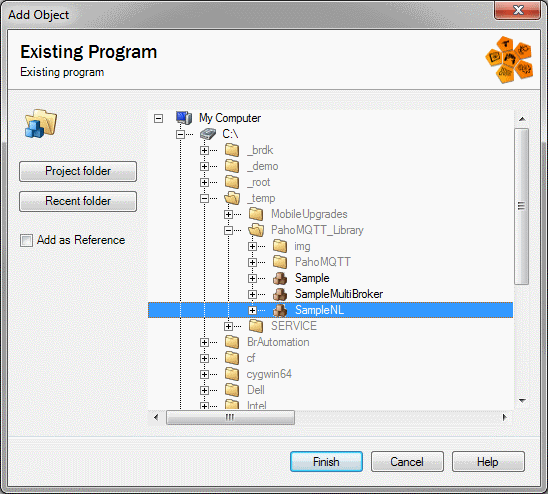 Add Object
Existing Program
Existing program
Project folder
Recent folder
Add as Reference
My Computer
C:\
_brdk
_demo
_root
_temp
MobileUpgrades
PahoMQTT_Library
img
PahoMQTT
Sample
SampleMultiBroker
SampleNL
SERVICE
BrAutomation
cf
cygwin64
Dell
Intel
Finish
Cancel
Help